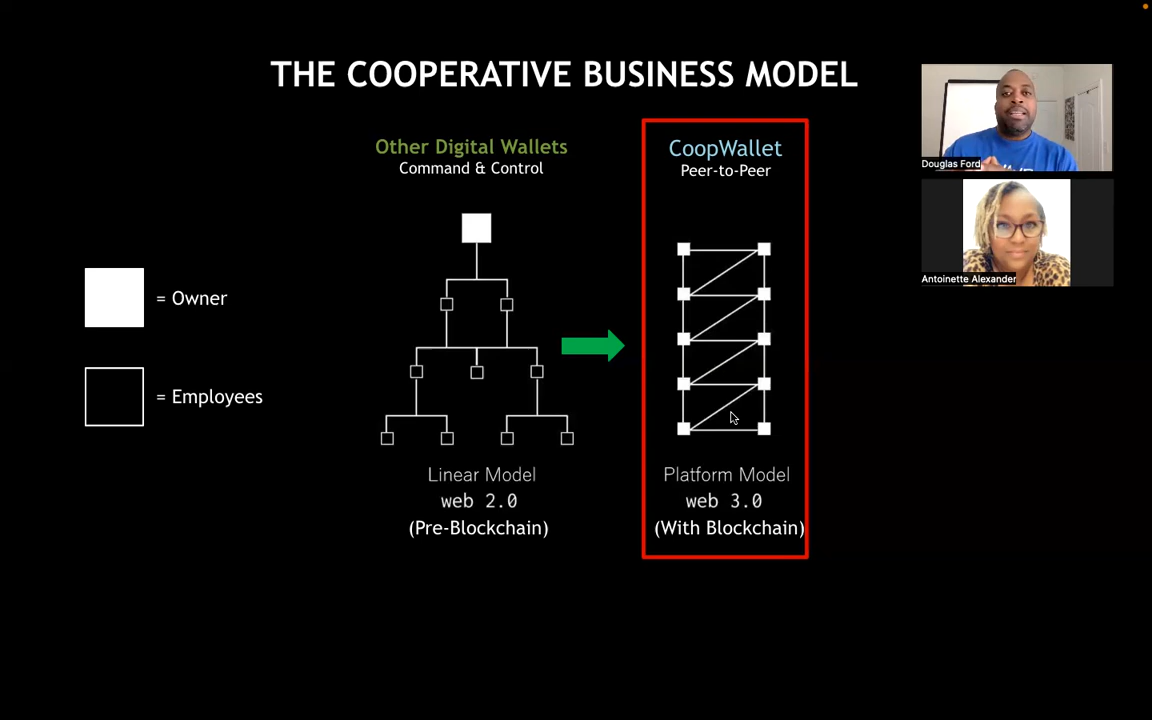 THE COOPERATIVE BUSINESS MODEL
Other Digital Wallets
Command & Control
CoopWallet
Peer-to-Peer
= Owner
= Employees
Linear Model
web 2.0
(Pre-Blockchain)
Platform Model
web 3.0
(With Blockchain)
Douglas Ford
Antoinette Alexander